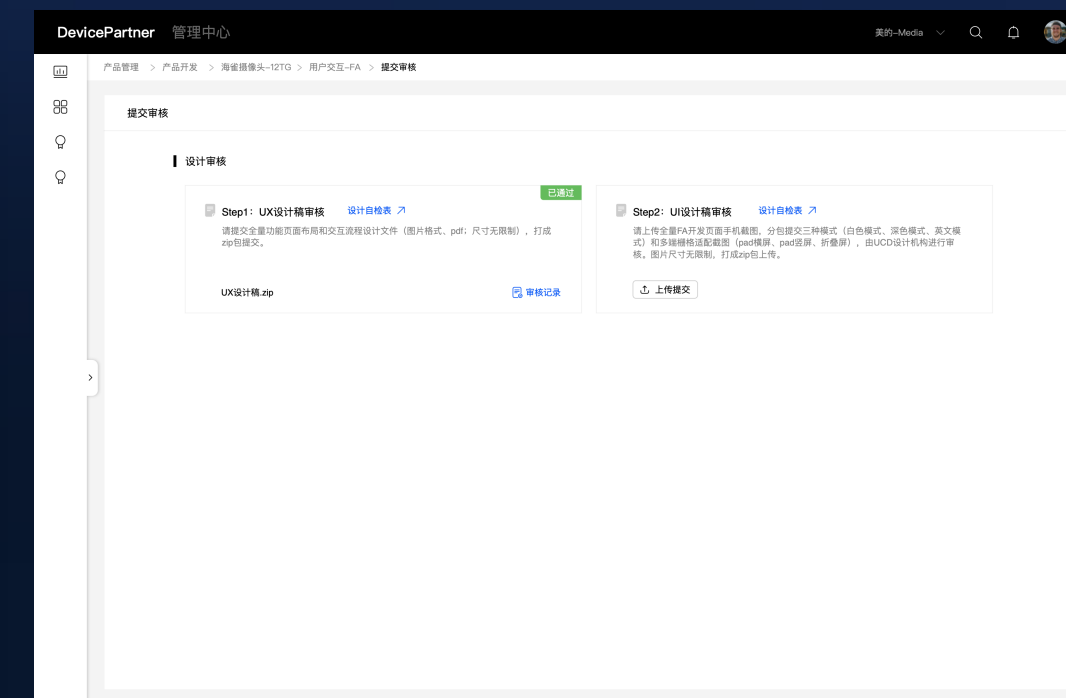 DevicePartner 管理中心 美的-Media
产品管理 > 产品开发 > 海雀摄像头-12TG > 用户交互-FA > 提交审核
提交审核
设计审核
已通过
Step1：UX设计稿审核 设计自检表
请提交全量功能页面布局和交互流程设计文件（图片格式、pdf；尺寸无限制），打成
zip包提交。
UX设计稿.zip 审核记录
Step2：UI设计稿审核 设计自检表
请上传全量FA开发页面手机截图，分包提交三种模式（白色模式、深色模式、英文模
式）和多端栅格适配截图（pad横屏、pad竖屏、折叠屏），由UCD设计机构进行审
核。图片尺寸无限制，打成zip包上传。
上传提交